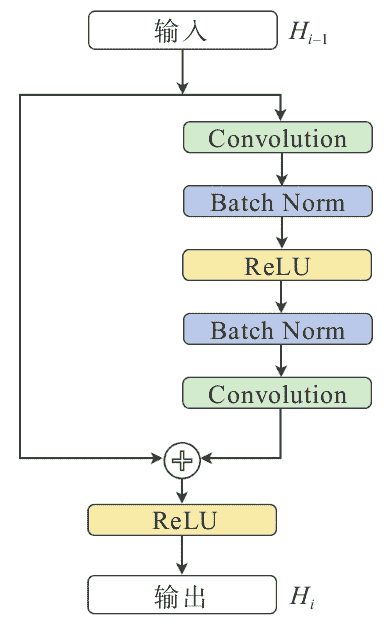 输入 H_{i-1}
Convolution
Batch Norm
ReLU
Batch Norm
Convolution
ReLU
输出 H_i